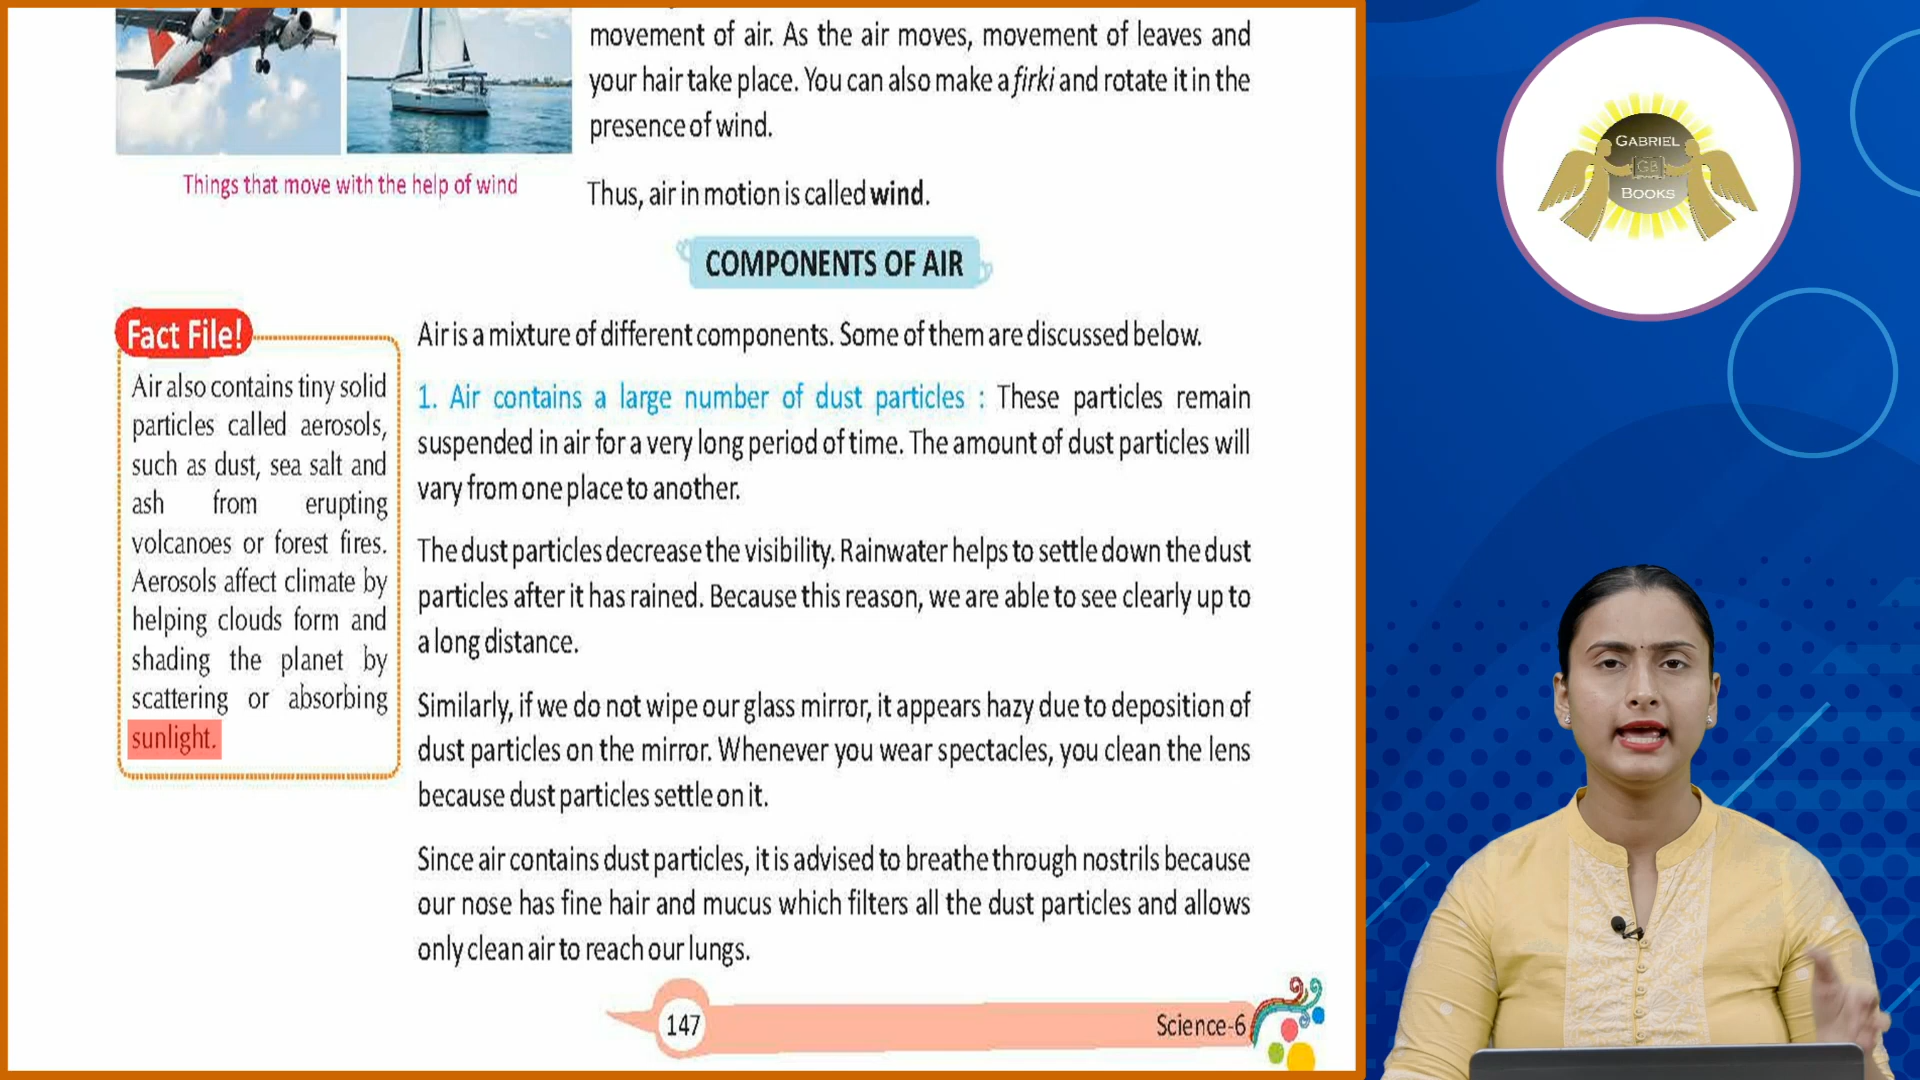 movement of air. As the air moves, movement of leaves and
your hair take place. You can also make a firki and rotate it in the
presence of wind.
Things that move with the help of wind
Thus, air in motion is called wind.
COMPONENTS OF AIR
Fact File!
Air also contains tiny solid
particles called aerosols,
such as dust, sea salt and
ash from erupting
volcanoes or forest fires.
Aerosols affect climate by
helping clouds form and
shading the planet by
scattering or absorbing
sunlight.
Air is a mixture of different components. Some of them are discussed below.
1. Air contains a large number of dust particles : These particles remain
suspended in air for a very long period of time. The amount of dust particles will
vary from one place to another.
The dust particles decrease the visibility. Rainwater helps to settle down the dust
particles after it has rained. Because this reason, we are able to see clearly up to
a long distance.
Similarly, if we do not wipe our glass mirror, it appears hazy due to deposition of
dust particles on the mirror. Whenever you wear spectacles, you clean the lens
because dust particles settle on it.
Since air contains dust particles, it is advised to breathe through nostrils because
our nose has fine hair and mucus which filters all the dust particles and allows
only clean air to reach our lungs.
147
Science-6
GABRIEL
GB
BOOKS